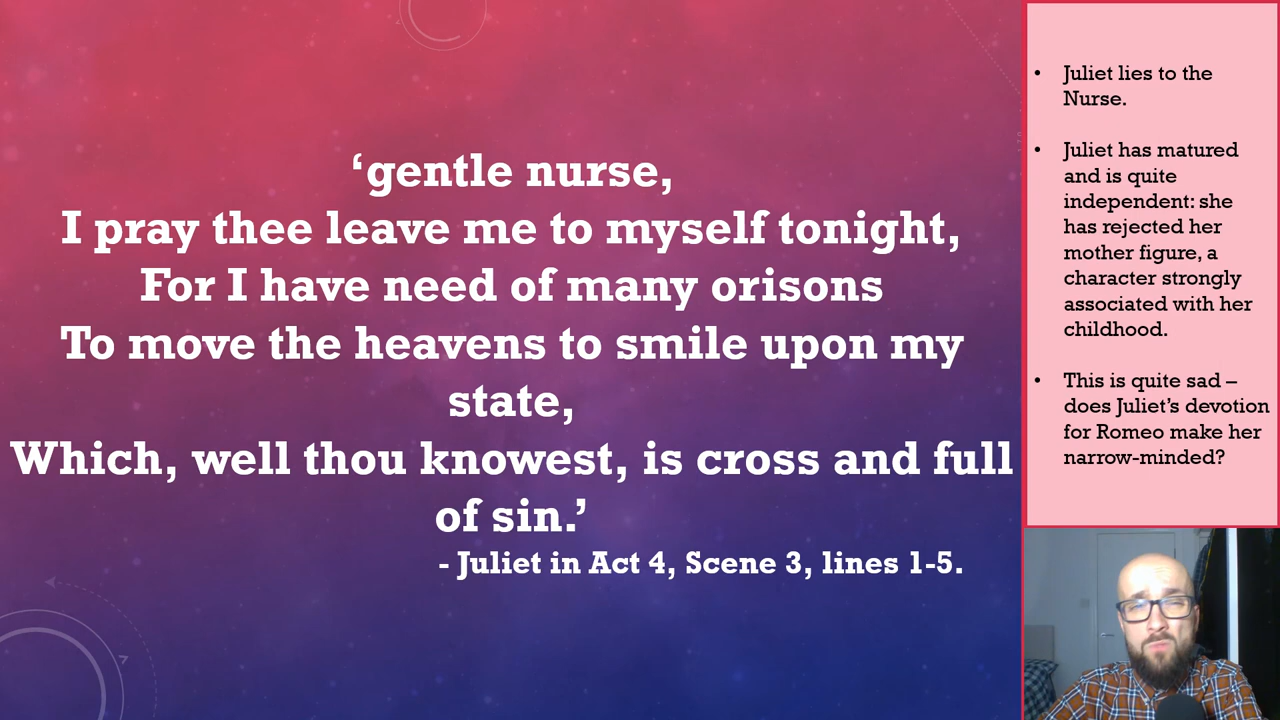 ‘gentle nurse,
I pray thee leave me to myself tonight,
For I have need of many orisons
To move the heavens to smile upon my
state,
Which, well thou knowest, is cross and full
of sin.’
- Juliet in Act 4, Scene 3, lines 1-5.
• Juliet lies to the
Nurse.
• Juliet has matured
and is quite
independent: she
has rejected her
mother figure, a
character strongly
associated with her
childhood.
• This is quite sad –
does Juliet’s devotion
for Romeo make her
narrow-minded?